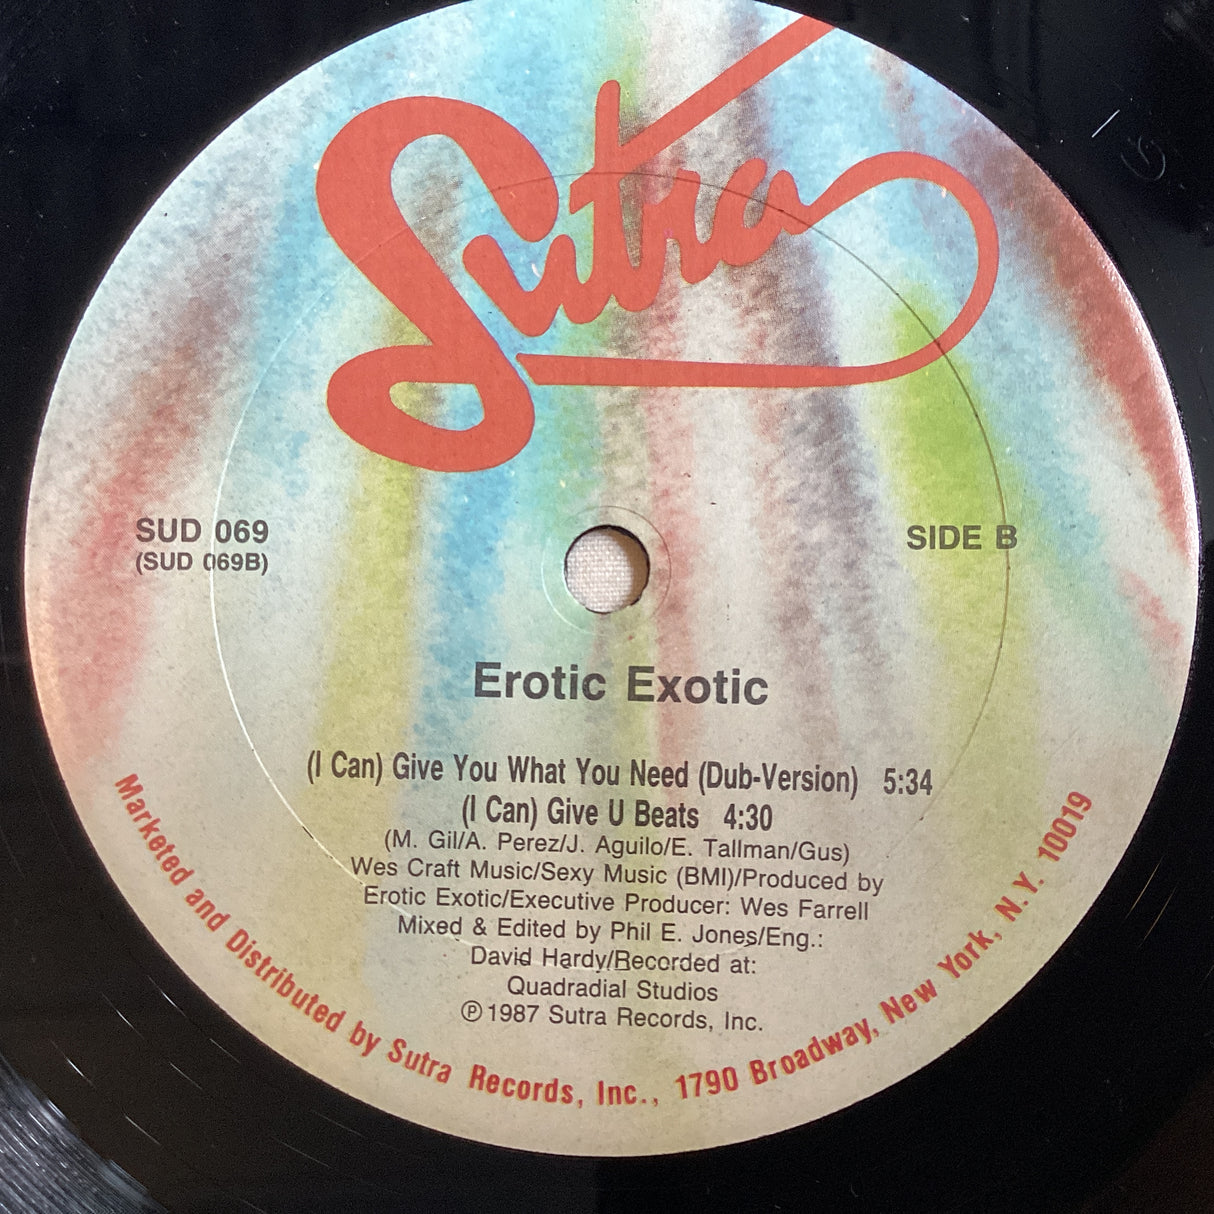 Sutra
SUD 069
(SUD 069B)
SIDE B
Erotic Exotic
(I Can) Give You What You Need (Dub-Version) 5:34
(I Can) Give U Beats 4:30
(M. Gil/A. Perez/J. Aguilo/E. Tallman/Gus)
Wes Craft Music/Sexy Music (BMI)/Produced by
Erotic Exotic/Executive Producer: Wes Farrell
Mixed & Edited by Phil E. Jones/Eng.:
David Hardy/Recorded at:
Quadradial Studios
℗ 1987 Sutra Records, Inc.
Marketed and Distributed by Sutra Records, Inc., 1790 Broadway, New York, N.Y. 10019